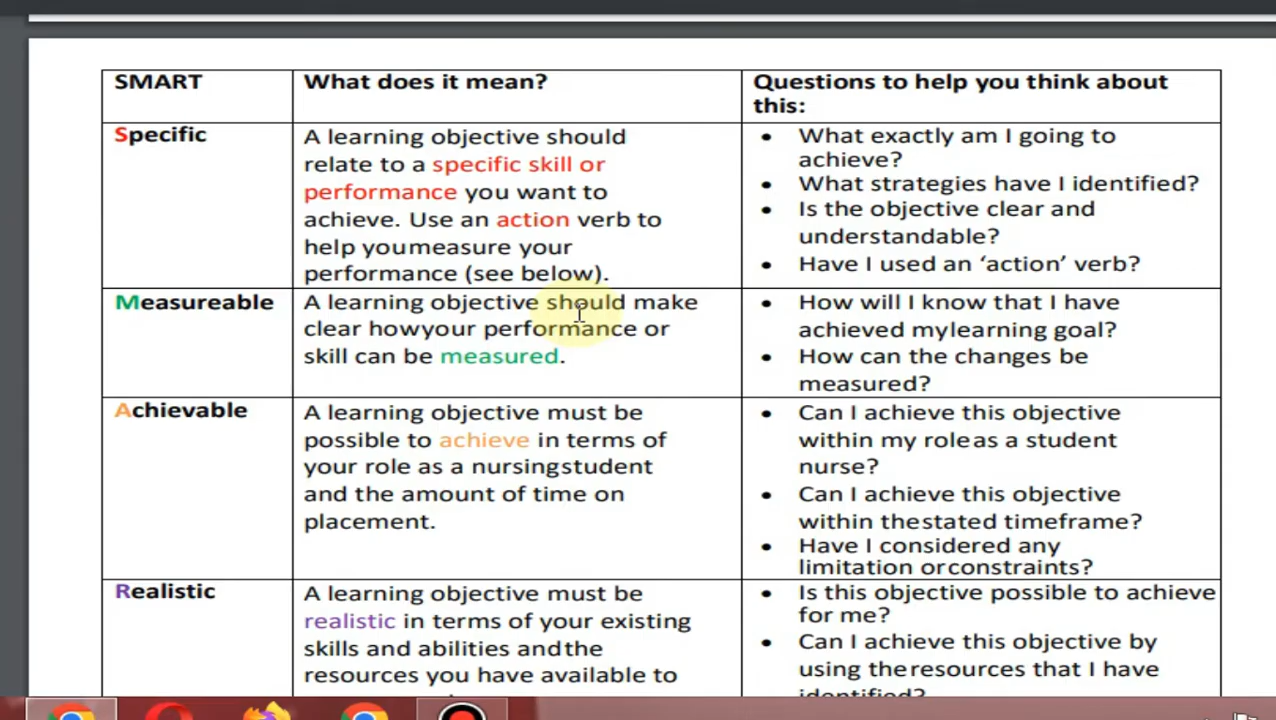 SMART
What does it mean?
Questions to help you think about
this:
Specific
A learning objective should
relate to a specific skill or
performance you want to
achieve. Use an action verb to
help youmeasure your
performance (see below).
• What exactly am I going to
achieve?
• What strategies have I identified?
• Is the objective clear and
understandable?
• Have I used an ‘action’ verb?
Measureable
A learning objective should make
clear howyour performance or
skill can be measured.
• How will I know that I have
achieved mylearning goal?
• How can the changes be
measured?
Achievable
A learning objective must be
possible to achieve in terms of
your role as a nursingstudent
and the amount of time on
placement.
• Can I achieve this objective
within my roleas a student
nurse?
• Can I achieve this objective
within thestated timeframe?
• Have I considered any
limitation orconstraints?
Realistic
A learning objective must be
realistic in terms of your existing
skills and abilities andthe
resources you have available to
• Is this objective possible to achieve
for me?
• Can I achieve this objective by
using theresources that I have
identified?